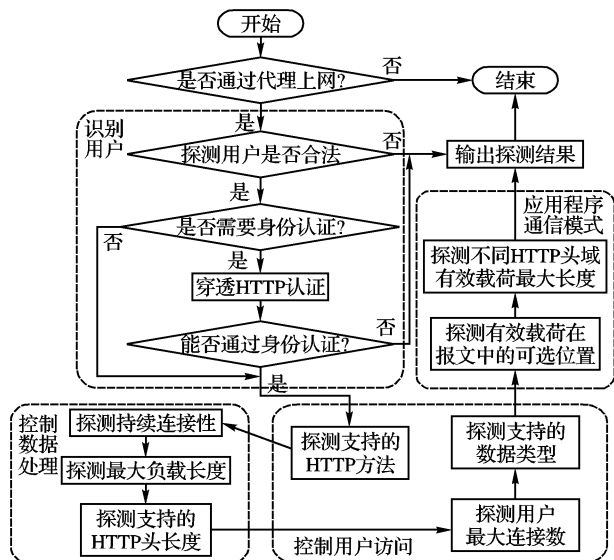 开始
是否通过代理上网?
否
结束
是
识别
用户
探测用户是否合法
否
输出探测结果
是
应用程序
通信模式
是否需要身份认证?
否
是
探测不同HTTP头域
有效载荷最大长度
穿透HTTP认证
能否通过身份认证?
否
探测有效载荷在
报文中的可选位置
是
控制
数据
处理
探测持续连接性
探测支持的
HTTP方法
探测支持的
数据类型
探测最大负载长度
探测支持的
HTTP头长度
探测用户
最大连接数
控制用户访问